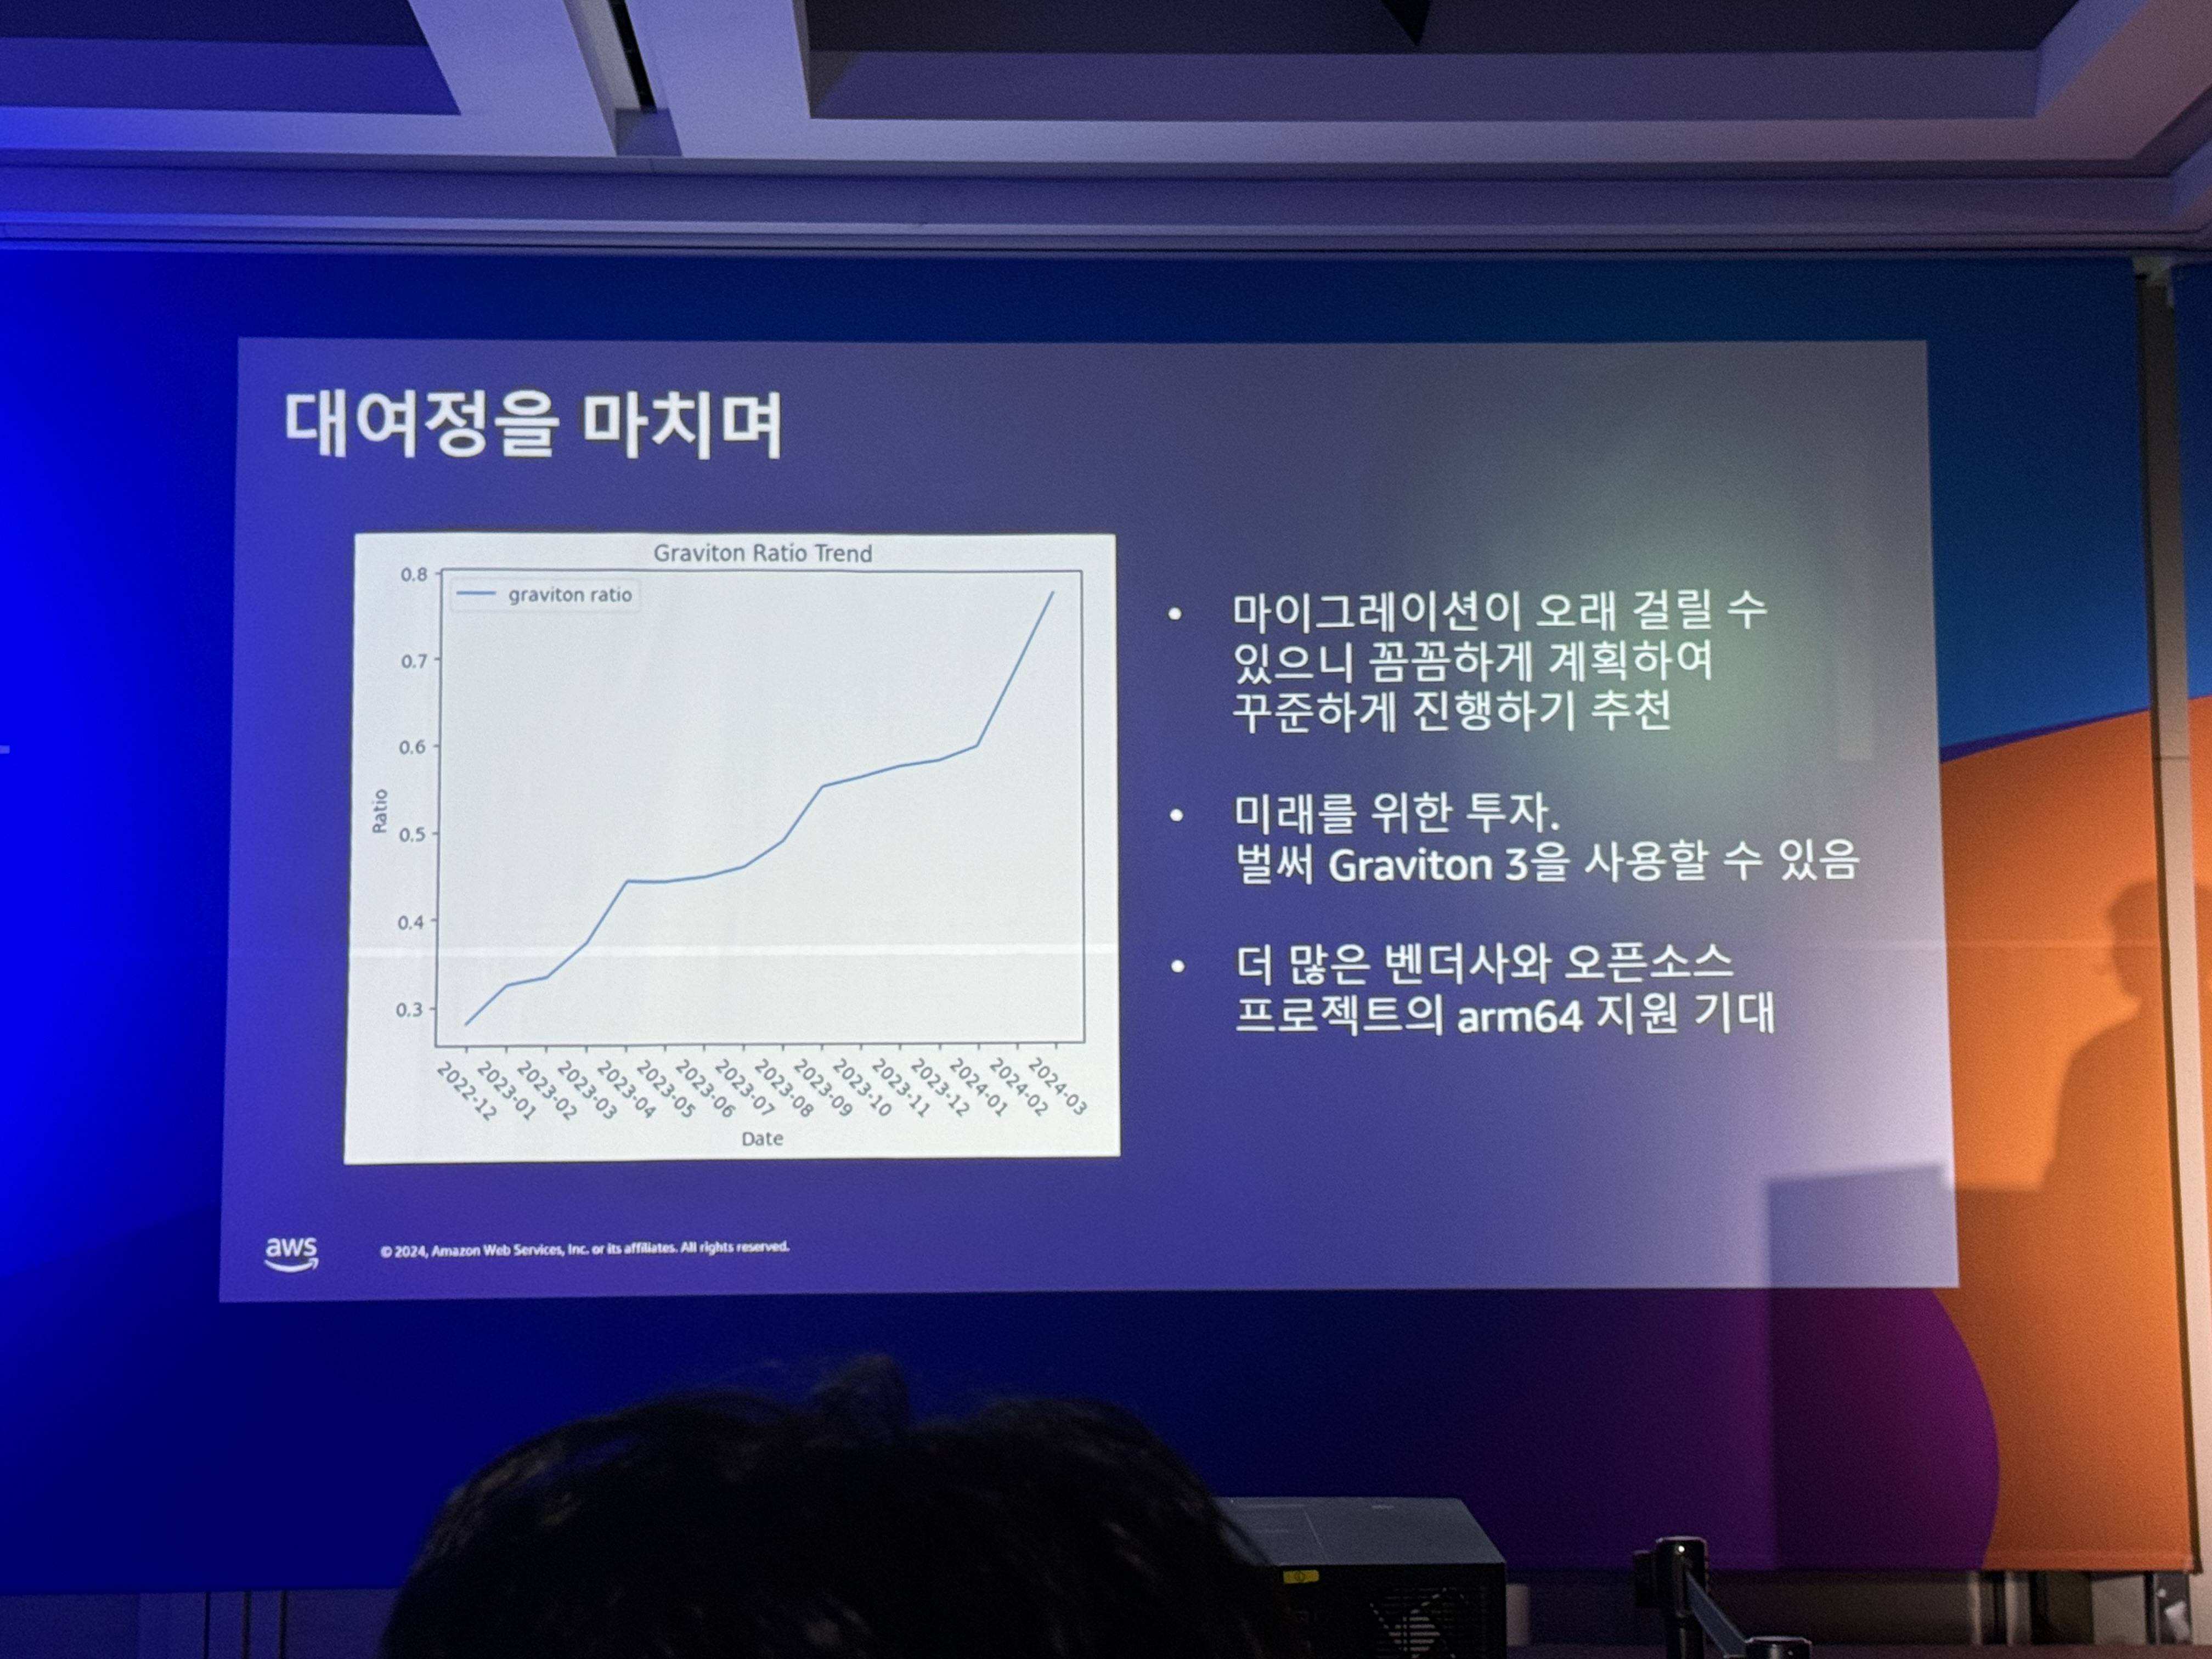 대여정을 마치며
Graviton Ratio Trend
graviton ratio
0.8
0.7
0.6
0.5
0.4
0.3
Ratio
2022-12
2023-01
2023-02
2023-03
2023-04
2023-05
2023-06
2023-07
2023-08
2023-09
2023-10
2023-11
2023-12
2024-01
2024-02
2024-03
Date
• 마이그레이션이 오래 걸릴 수
있으니 꼼꼼하게 계획하여
꾸준하게 진행하기 추천
• 미래를 위한 투자.
벌써 Graviton 3을 사용할 수 있음
• 더 많은 벤더사와 오픈소스
프로젝트의 arm64 지원 기대
aws
© 2024, Amazon Web Services, Inc. or its affiliates. All rights reserved.